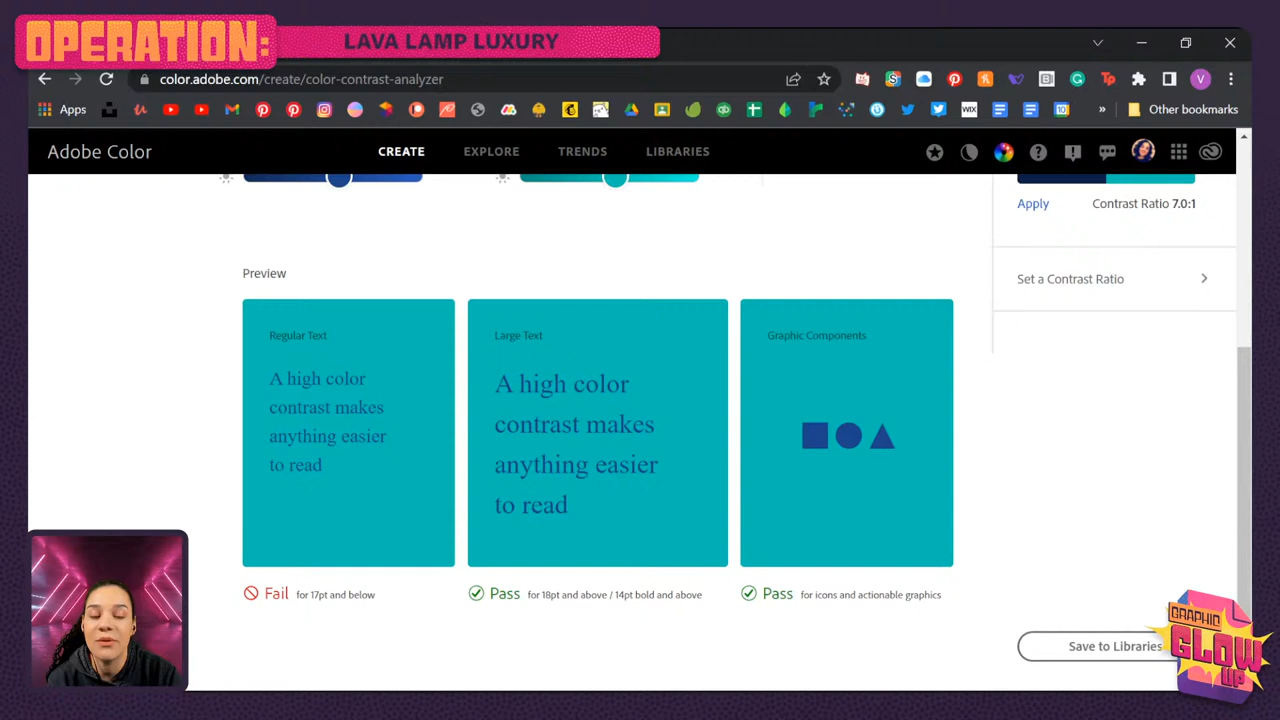 OPERATION:
LAVA LAMP LUXURY
color.adobe.com/create/color-contrast-analyzer
Apps
Other bookmarks
Adobe Color
CREATE
EXPLORE
TRENDS
LIBRARIES
Apply
Contrast Ratio 7.0:1
Set a Contrast Ratio
Preview
Regular Text
A high color
contrast makes
anything easier
to read
Large Text
A high color
contrast makes
anything easier
to read
Graphic Components
Fail for 17pt and below
Pass for 18pt and above / 14pt bold and above
Pass for icons and actionable graphics
Save to Libraries
GRAPHIC
GLOW
UP